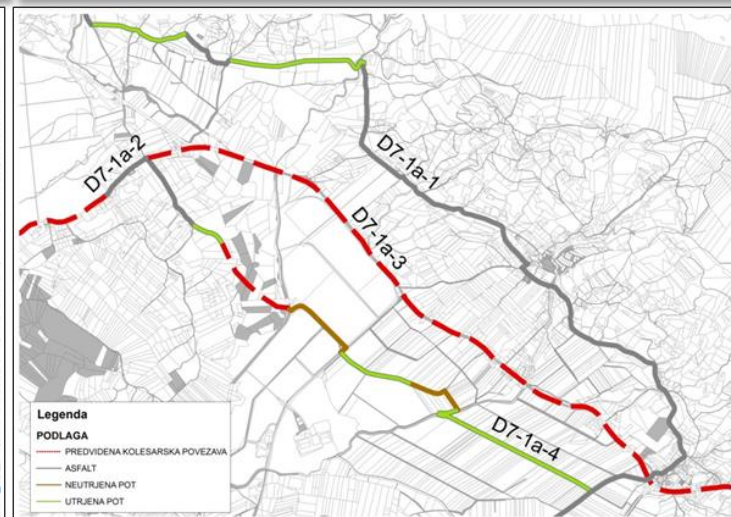 D7-1a-1
D7-1a-2
D7-1a-3
D7-1a-4
Legenda
PODLAGA
PREDVIDENA KOLESARSKA POVEZAVA
ASFALT
NEUTRJENA POT
UTRJENA POT